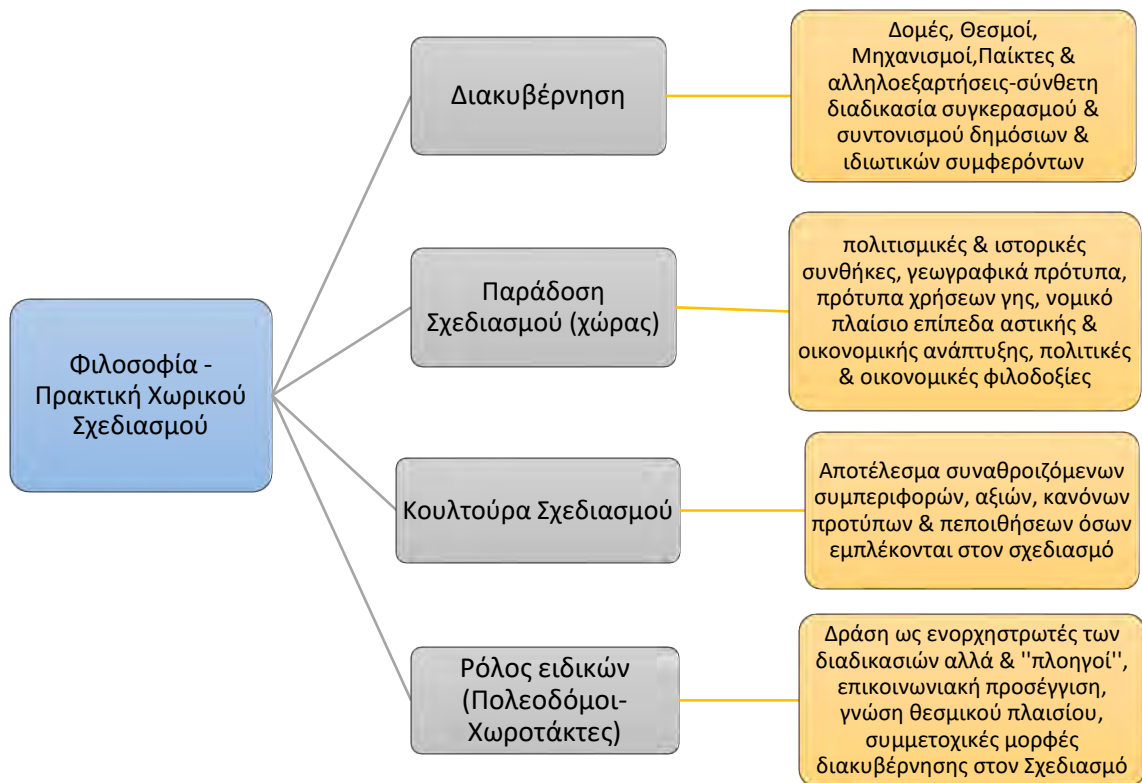 Δομές, Θεσμοί,
Μηχανισμοί,Παίκτες &
αλληλοεξαρτήσεις-σύνθετη
διαδικασία συγκερασμού &
συντονισμού δημόσιων &
ιδιωτικών συμφερόντων
Διακυβέρνηση
πολιτισμικές & ιστορικές
συνθήκες, γεωγραφικά πρότυπα,
πρότυπα χρήσεων γης, νομικό
πλαίσιο επίπεδα αστικής &
οικονομικής ανάπτυξης, πολιτικές
& οικονομικές φιλοδοξίες
Παράδοση
Σχεδιασμού (χώρας)
Φιλοσοφία -
Πρακτική Χωρικού
Σχεδιασμού
Κουλτούρα Σχεδιασμού
Αποτέλεσμα συναθροιζόμενων
συμπεριφορών, αξιών, κανόνων
προτύπων & πεποιθήσεων όσων
εμπλέκονται στον σχεδιασμό
Ρόλος ειδικών
(Πολεοδόμοι-
Χωροτάκτες)
Δράση ως ενορχηστρωτές των
διαδικασιών αλλά & ''πλοηγοί'',
επικοινωνιακή προσέγγιση,
γνώση θεσμικού πλαισίου,
συμμετοχικές μορφές
διακυβέρνησης στον Σχεδιασμό